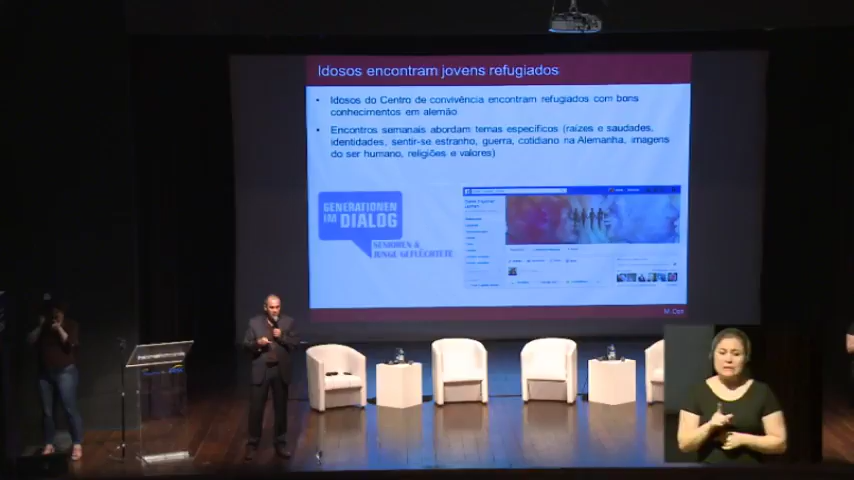 Idosos encontram jovens refugiados
• Idosos do Centro de convivência encontram refugiados com bons
conhecimentos em alemão
• Encontros semanais abordam temas específicos (raízes e saudades,
identidades, sentir-se estranho, guerra, cotidiano na Alemanha, imagens
do ser humano, religiões e valores)
GENERATIONEN
IM DIALOG
SENIOREN &
JUNGE GEFLÜCHTETE